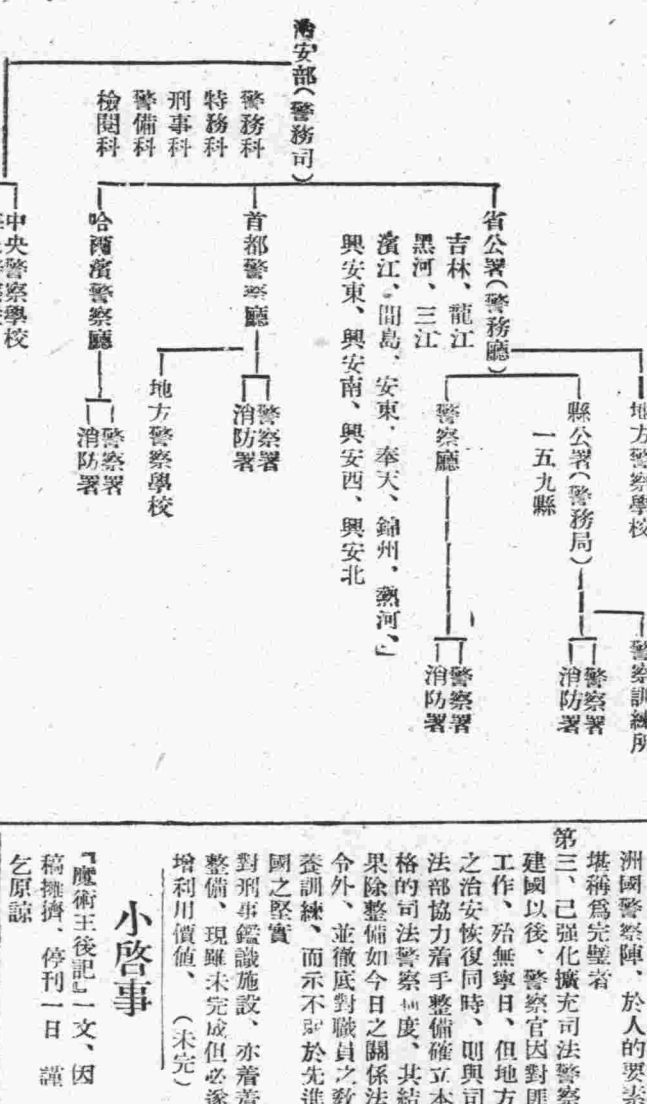 治安部(警務司)
警務科
特務科
刑事科
警備科
檢閱科
地方警察學校
警察訓練所
省公署(警務廳)
吉林、龍江
黑河、三江
濱江、間島、安東、奉天、錦州、熱河、」
興安東、興安南、興安西、興安北
縣公署(警務局)
一五九縣
警察署
消防署
警察廳
警察署
消防署
首都警察廳
警察署
消防署
地方警察學校
哈爾濱警察廳
警察署
消防署
中央警察學校
洲國警察陣、於人的要素
堪稱爲完璧者
第三、已强化擴充司法警察
建國以後、警察官因對匪
工作、殆無寧日、但地方
之治安恢復同時、則與司
法部協力着手整備確立本
格的司法警察制度、其結
果除整備如今日之關係法
令外、並徹底對職員之敎
養訓練、而示不 於先進
國之堅實
對刑事鑑識施設、亦着着
整備、現雖未完成但必逐
增利用價値、 (未完)
小啓事
『魔術王後記』一文、因
稿擁擠、停刊一日 謹
乞原諒